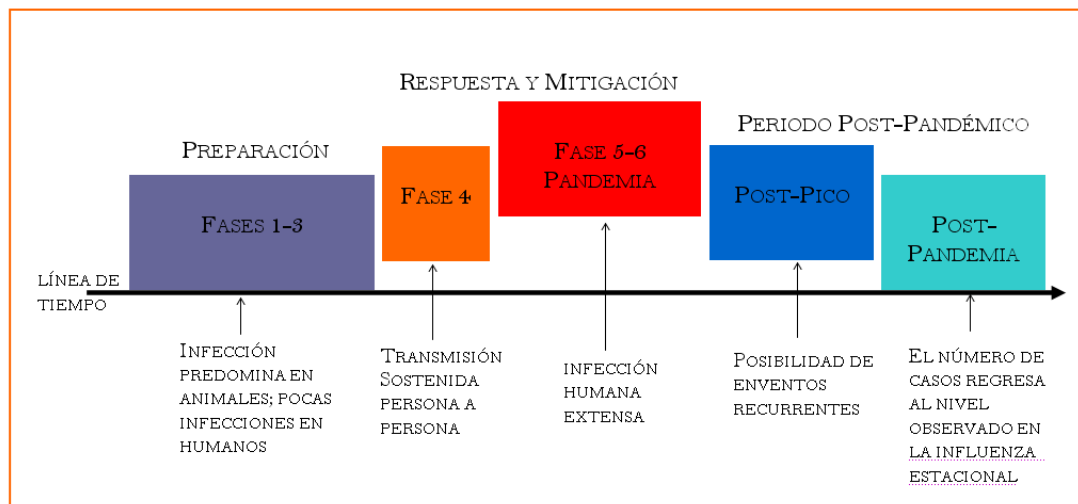 RESPUESTA Y MITIGACIÓN
PERIODO POST-PANDÉMICO
PREPARACIÓN
FASES 1-3
FASE 4
FASE 5-6
PANDEMIA
POST-PICO
POST-
PANDEMIA
LÍNEA DE
TIEMPO
INFECCIÓN
PREDOMINA EN
ANIMALES; POCAS
INFECCIONES EN
HUMANOS
TRANSMISIÓN
SOSTENIDA
PERSONA A
PERSONA
INFECCIÓN
HUMANA
EXTENSA
POSIBILIDAD DE
ENVENTOS
RECURRENTES
EL NÚMERO DE
CASOS REGRESA
AL NIVEL
OBSERVADO EN
LA INFLUENZA
ESTACIONAL